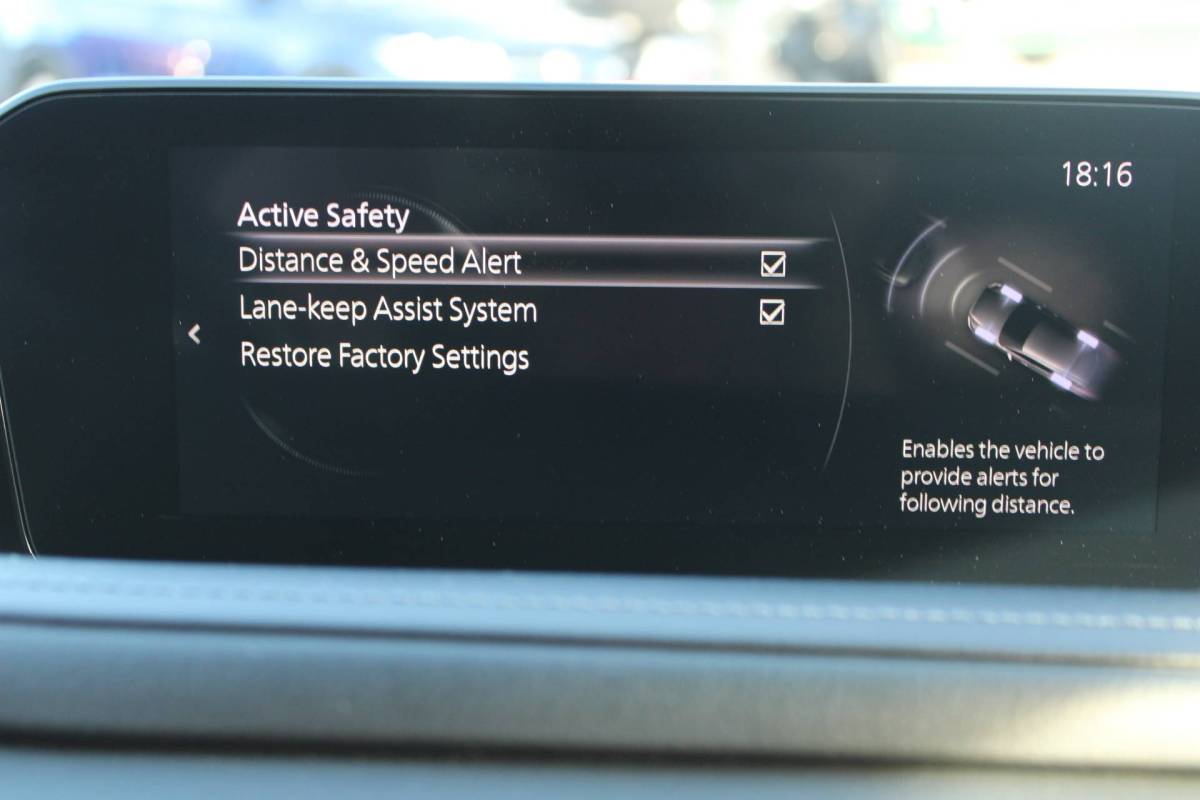 18:16
Active Safety
Distance & Speed Alert
Lane-keep Assist System
Restore Factory Settings
Enables the vehicle to
provide alerts for
following distance.